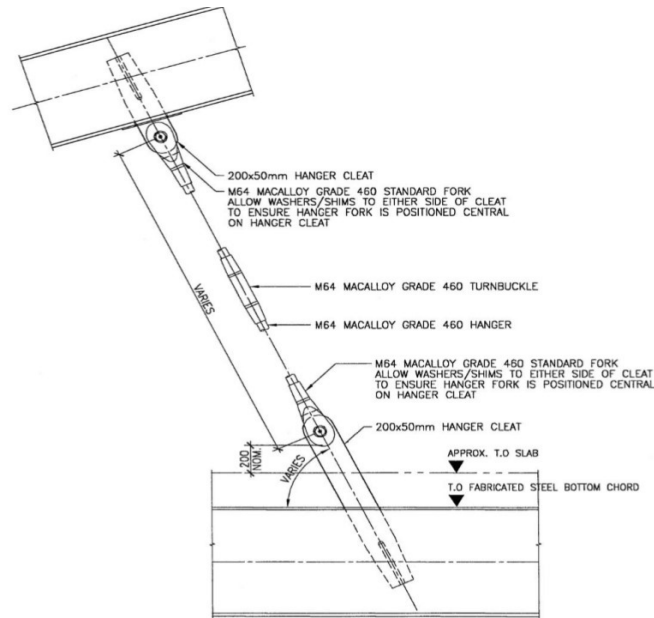 200x50mm HANGER CLEAT
M64 MACALLOY GRADE 460 STANDARD FORK
ALLOW WASHERS/SHIMS TO EITHER SIDE OF CLEAT
TO ENSURE HANGER FORK IS POSITIONED CENTRAL
ON HANGER CLEAT
VARIES
M64 MACALLOY GRADE 460 TURNBUCKLE
M64 MACALLOY GRADE 460 HANGER
M64 MACALLOY GRADE 460 STANDARD FORK
ALLOW WASHERS/SHIMS TO EITHER SIDE OF CLEAT
TO ENSURE HANGER FORK IS POSITIONED CENTRAL
ON HANGER CLEAT
200x50mm HANGER CLEAT
200
NOM.
VARIES
APPROX. T.O SLAB
T.O FABRICATED STEEL BOTTOM CHORD